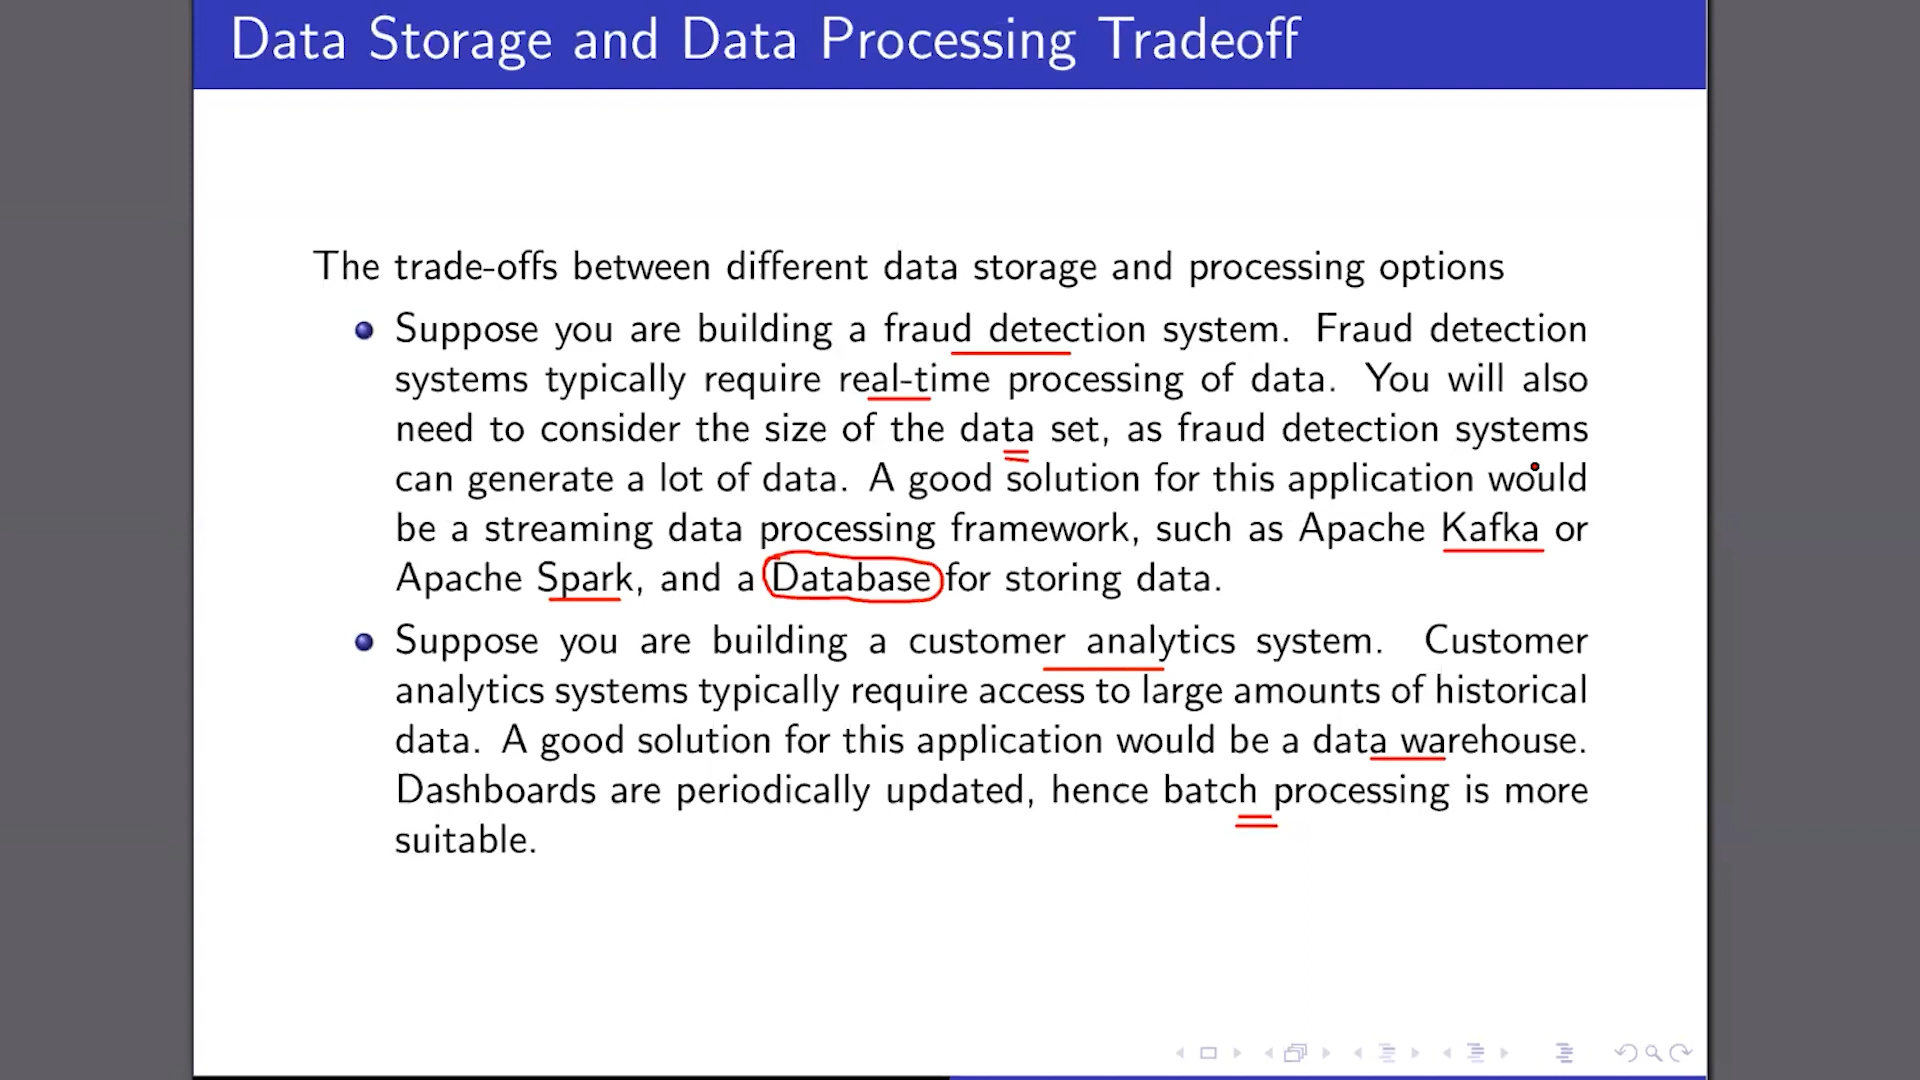 Data Storage and Data Processing Tradeoff
The trade-offs between different data storage and processing options
Suppose you are building a fraud detection system. Fraud detection
systems typically require real-time processing of data. You will also
need to consider the size of the data set, as fraud detection systems
can generate a lot of data. A good solution for this application would
be a streaming data processing framework, such as Apache Kafka or
Apache Spark, and a Database for storing data.
Suppose you are building a customer analytics system. Customer
analytics systems typically require access to large amounts of historical
data. A good solution for this application would be a data warehouse.
Dashboards are periodically updated, hence batch processing is more
suitable.